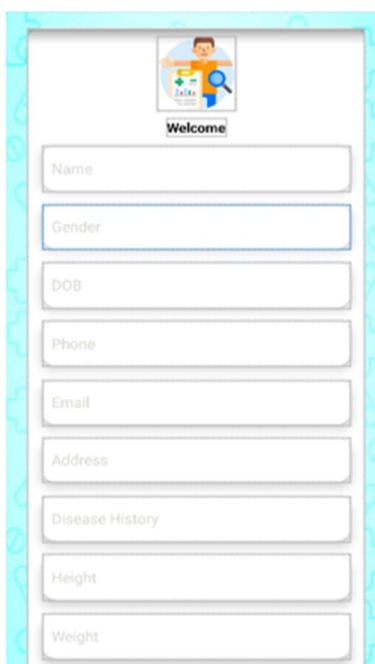 Welcome
Name
Gender
DOB
Phone
Email
Address
Disease History
Height
Weight